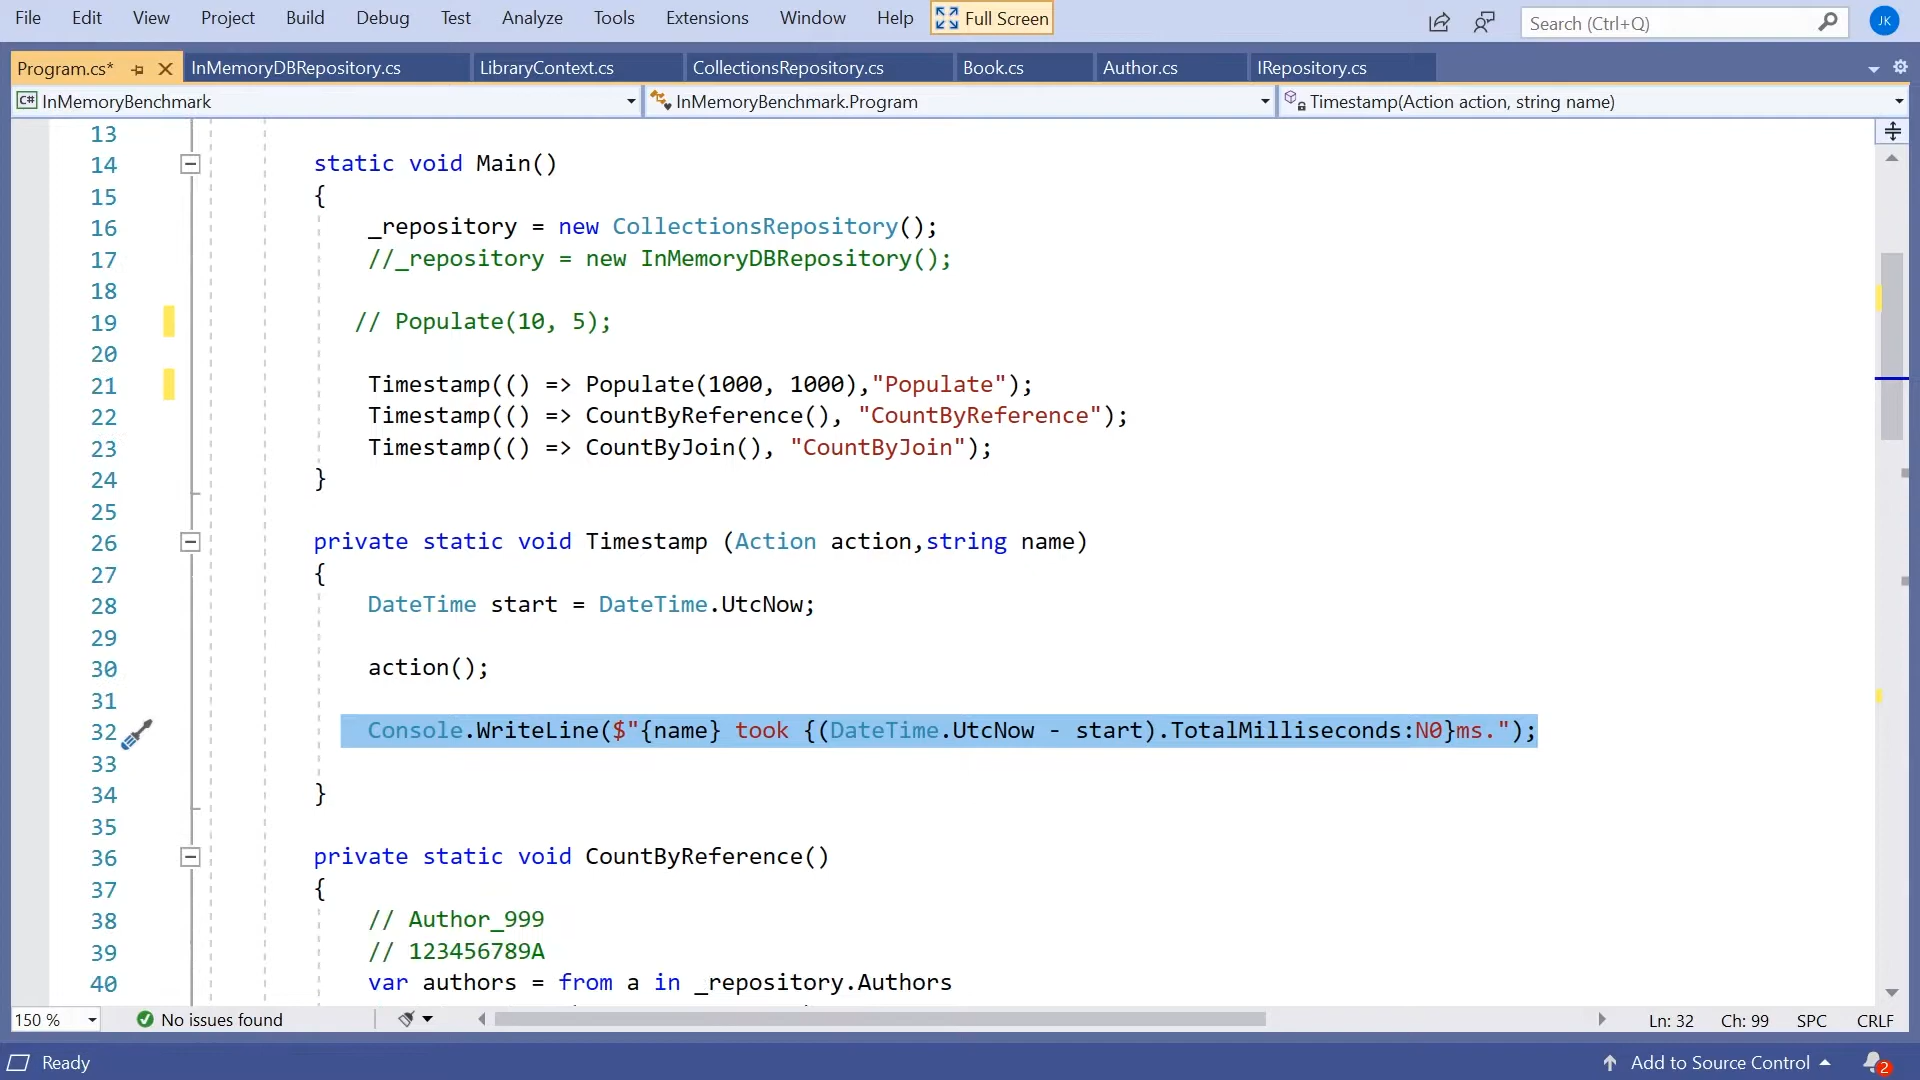 File Edit View Project Build Debug Test Analyze Tools Extensions Window Help Full Screen Search (Ctrl+Q) JK
Program.cs* InMemoryDBRepository.cs LibraryContext.cs CollectionsRepository.cs Book.cs Author.cs IRepository.cs
C# InMemoryBenchmark InMemoryBenchmark.Program Timestamp(Action action, string name)
13
14 static void Main()
15 {
16 _repository = new CollectionsRepository();
17 //_repository = new InMemoryDBRepository();
18
19 // Populate(10, 5);
20
21 Timestamp(() => Populate(1000, 1000),"Populate");
22 Timestamp(() => CountByReference(), "CountByReference");
23 Timestamp(() => CountByJoin(), "CountByJoin");
24 }
25
26 private static void Timestamp (Action action,string name)
27 {
28 DateTime start = DateTime.UtcNow;
29
30 action();
31
32 Console.WriteLine($"{name} took {(DateTime.UtcNow - start).TotalMilliseconds:N0}ms.");
33
34 }
35
36 private static void CountByReference()
37 {
38 // Author_999
39 // 123456789A
40 var authors = from a in _repository.Authors
150 % No issues found Ln: 32 Ch: 99 SPC CRLF
Ready Add to Source Control 2